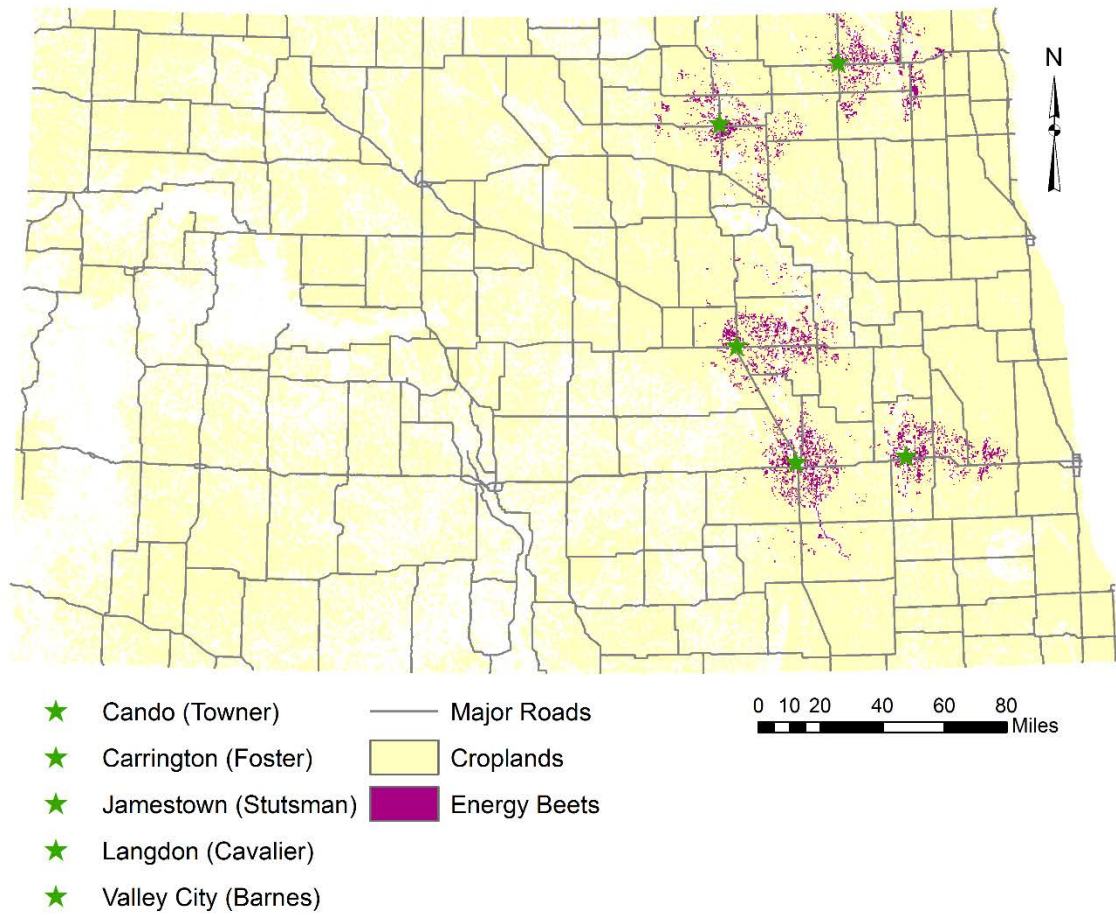 N
Cando (Towner)
Carrington (Foster)
Jamestown (Stutsman)
Langdon (Cavalier)
Valley City (Barnes)
Major Roads
Croplands
Energy Beets
0 10 20 40 60 80
Miles